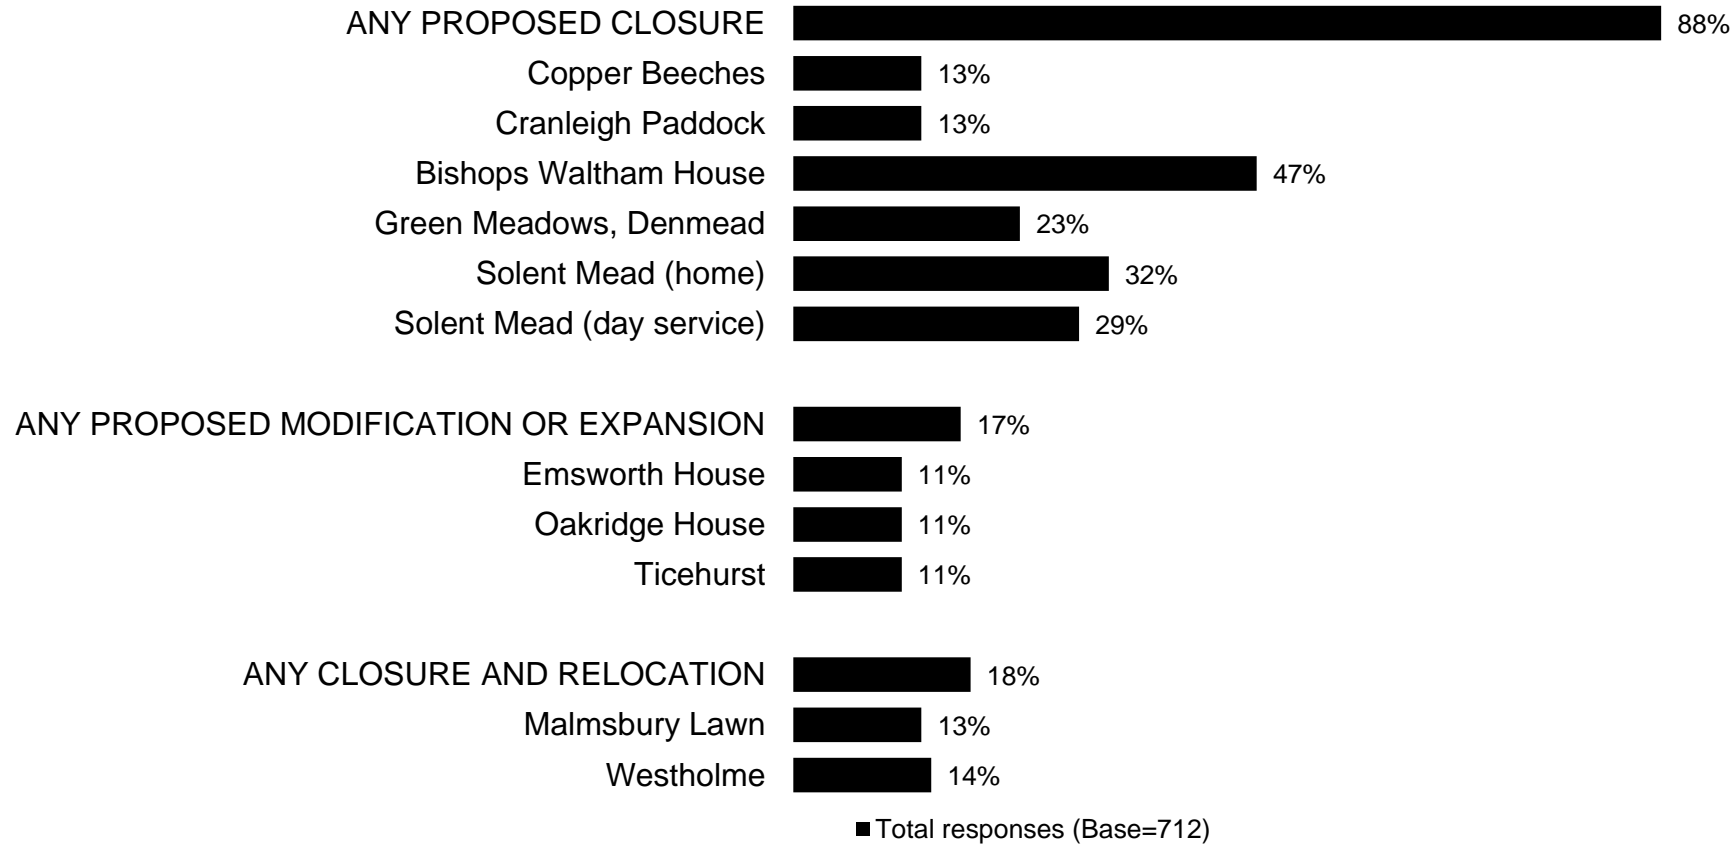 ANY PROPOSED CLOSURE 88%
Copper Beeches 13%
Cranleigh Paddock 13%
Bishops Waltham House 47%
Green Meadows, Denmead 23%
Solent Mead (home) 32%
Solent Mead (day service) 29%
ANY PROPOSED MODIFICATION OR EXPANSION 17%
Emsworth House 11%
Oakridge House 11%
Ticehurst 11%
ANY CLOSURE AND RELOCATION 18%
Malmsbury Lawn 13%
Westholme 14%
Total responses (Base=712)